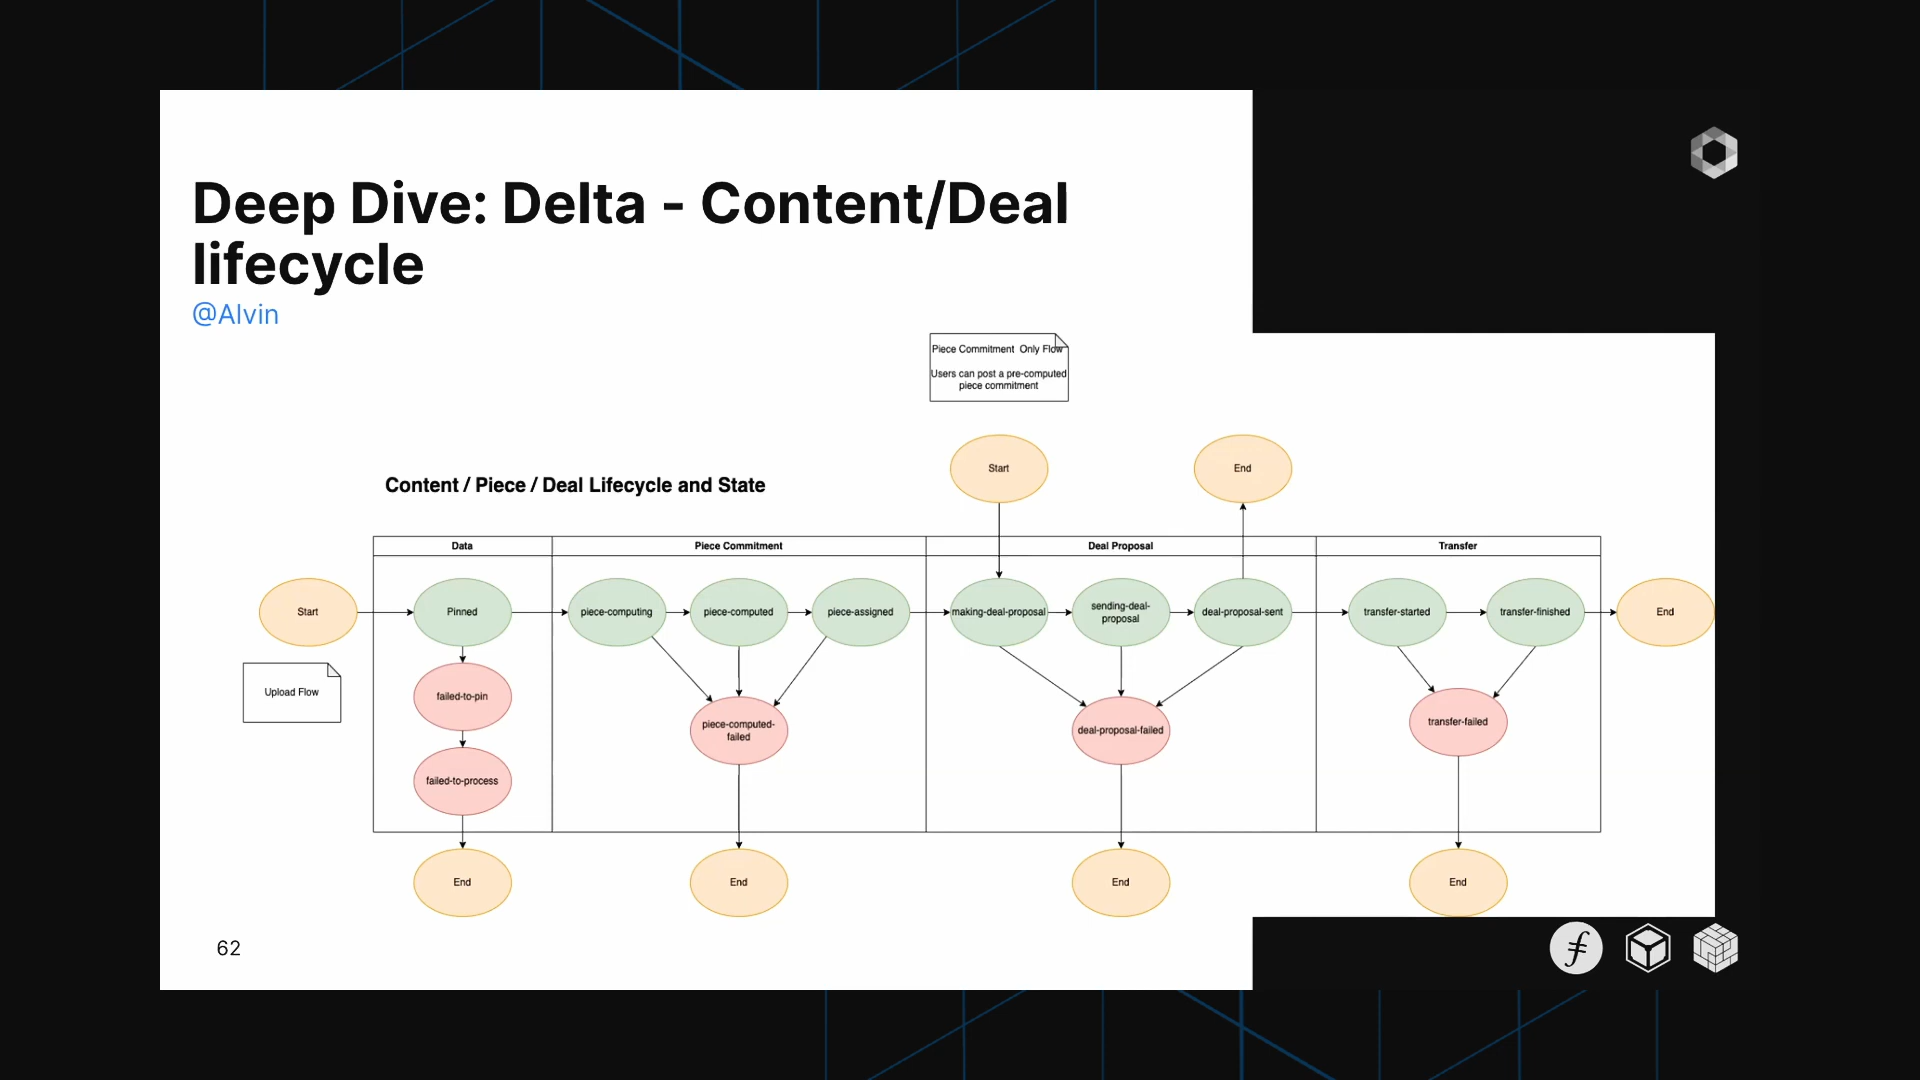 Deep Dive: Delta - Content/Deal
lifecycle
@Alvin
Piece Commitment Only Flow
Users can post a pre-computed
piece commitment
Start
End
Content / Piece / Deal Lifecycle and State
Data
Piece Commitment
Deal Proposal
Transfer
Start
Pinned
piece-computing
piece-computed
piece-assigned
making-deal-proposal
sending-deal-
proposal
deal-proposal-sent
transfer-started
transfer-finished
End
Upload Flow
failed-to-pin
piece-computed-
failed
deal-proposal-failed
transfer-failed
failed-to-process
End
End
End
End
62